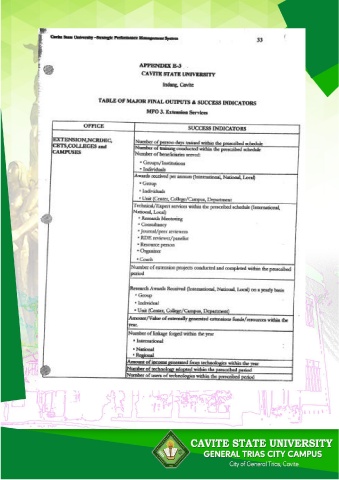 Cavite State University -Strategic Performance Management System
33
APPENDIX E-3
CAVITE STATE UNIVERSITY
Indang, Cavite
TABLE OF MAJOR FINAL OUTPUTS & SUCCESS INDICATORS
MFO 3. Extension Services
OFFICE
SUCCESS INDICATORS
EXTENSION,NCRDEC,
CETS,COLLEGES and
CAMPUSES
Number of person-days trained within the prescribed schedule
Number of training conducted within the prescribed schedule
Number of beneficiaries served:
• Groups/Institutions
• Individuals
Awards received per annum (International, National, Local)
• Group
• Individuals
• Unit (Center, College/Campus, Department)
Technical/Expert services within the prescribed schedule (International,
National, Local)
• Research Mentoring
• Consultancy
• Journal/peer reviewers
• RDE reviewer/panelist
• Resource person
• Organizer
• Coach
Number of extension projects conducted and completed within the prescribed
period
Research Awards Received (International, National, Local) on a yearly basis
• Group
• Individual
• Unit (Center, College/Campus, Department)
Amount/Value of externally generated extensions funds/resources within the
year.
Number of linkage forged within the year
• International
• National
• Regional
Amount of income generated from technologies within the year
Number of technology adopted within the prescribed period
Number of users of technologies within the prescribed period
CAVITE STATE UNIVERSITY
GENERAL TRIAS CITY CAMPUS
City of General Trias, Cavite